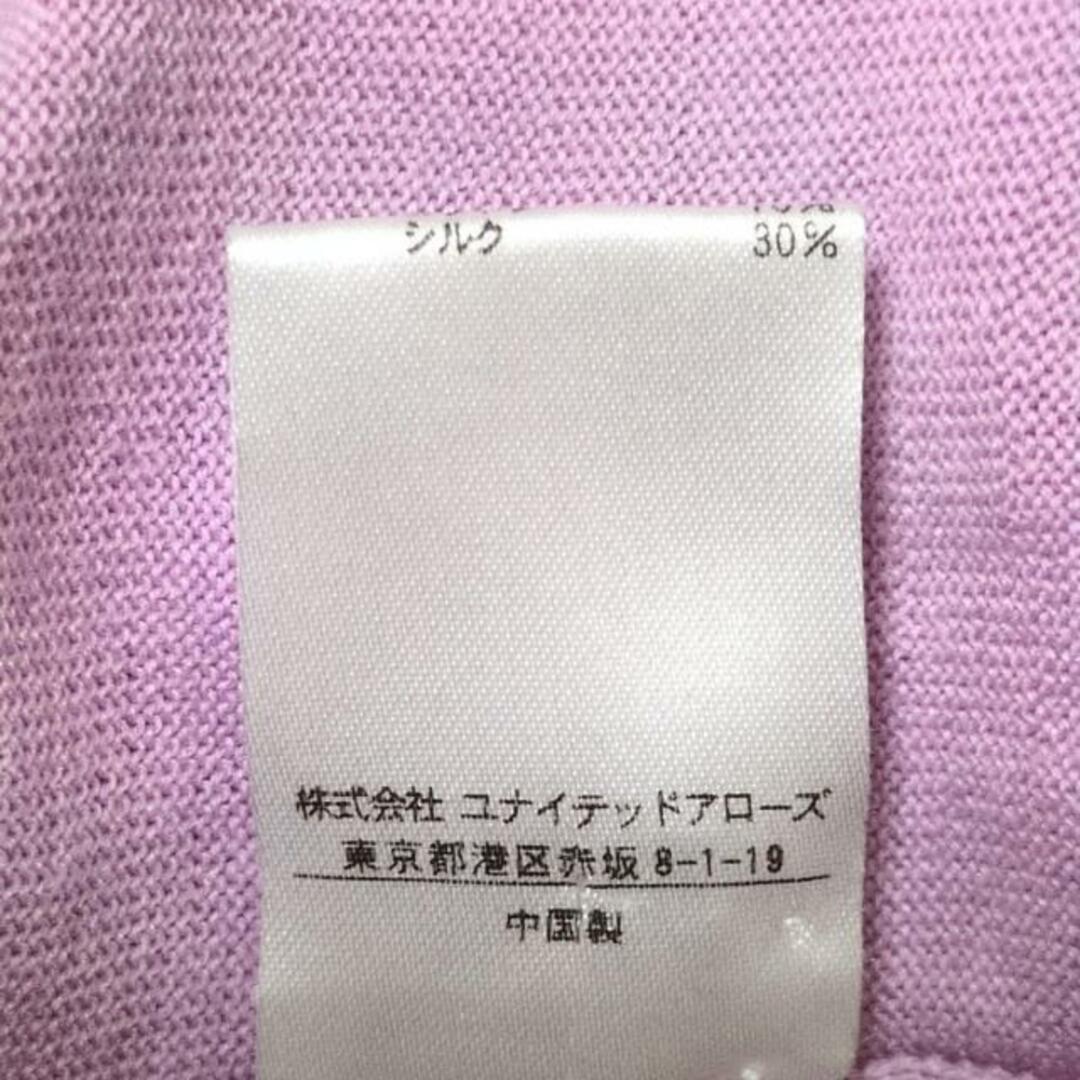 シルク 30%
株式会社 ユナイテッドアローズ
東京都港区赤坂 8-1-19
中国製